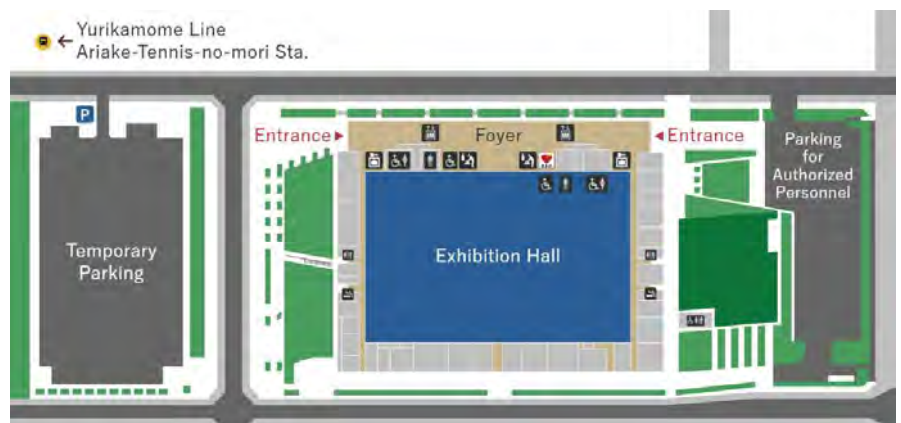 Yurikamome Line
Ariake-Tennis-no-mori Sta.
P
Entrance
Foyer
Entrance
Parking
for
Authorized
Personnel
Temporary
Parking
Exhibition Hall